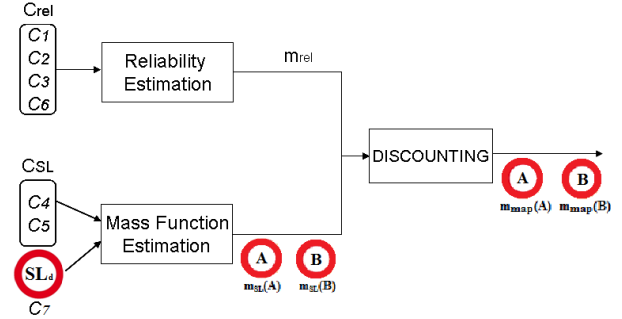 Crel
C1
C2
C3
C6
Reliability
Estimation
mrel
DISCOUNTING
A
B
mmap(A)
mmap(B)
CSL
C4
C5
Mass Function
Estimation
SLd
C7
A
B
mSL(A)
mSL(B)